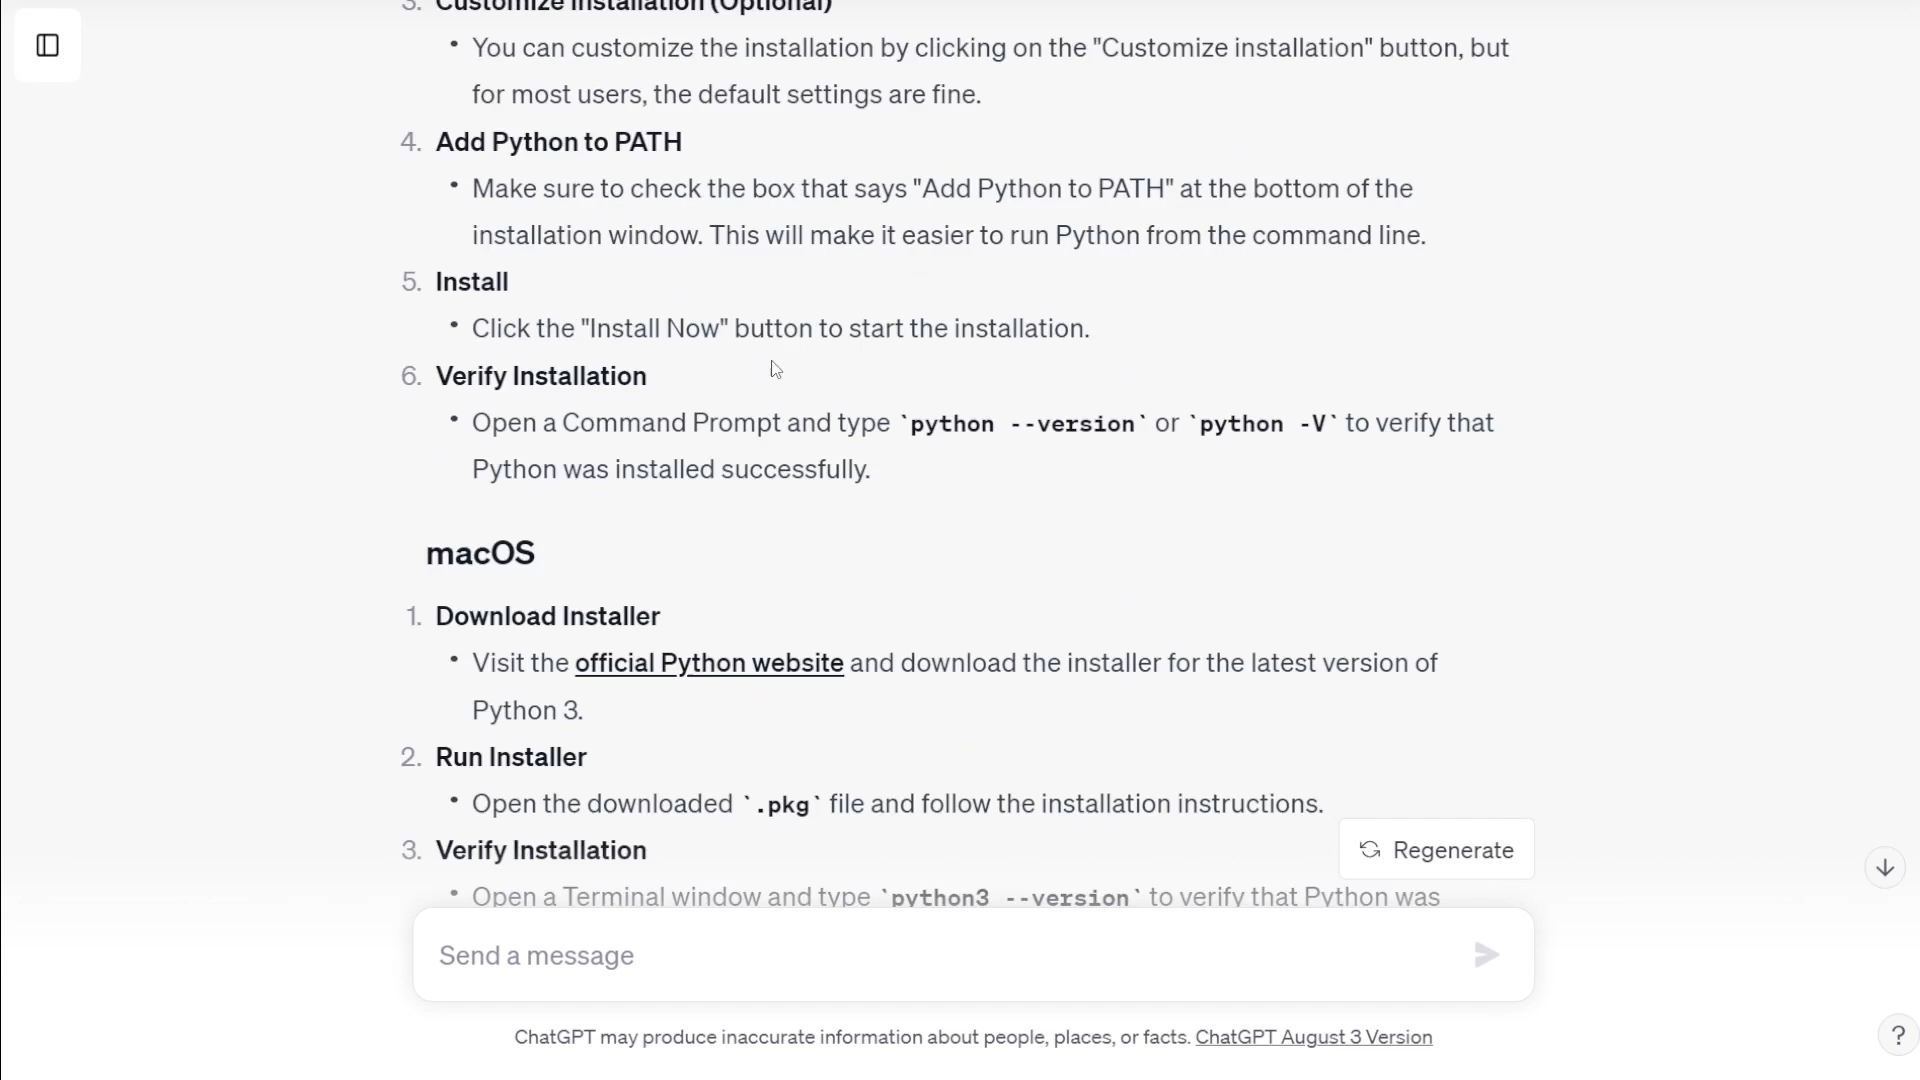 3. Customize Installation (Optional)
• You can customize the installation by clicking on the "Customize installation" button, but
for most users, the default settings are fine.
4. Add Python to PATH
• Make sure to check the box that says "Add Python to PATH" at the bottom of the
installation window. This will make it easier to run Python from the command line.
5. Install
• Click the "Install Now" button to start the installation.
6. Verify Installation
• Open a Command Prompt and type `python --version` or `python -V` to verify that
Python was installed successfully.
macOS
1. Download Installer
• Visit the official Python website and download the installer for the latest version of
Python 3.
2. Run Installer
• Open the downloaded `.pkg` file and follow the installation instructions.
3. Verify Installation
Regenerate
• Open a Terminal window and type `python3 --version` to verify that Python was
Send a message
ChatGPT may produce inaccurate information about people, places, or facts. ChatGPT August 3 Version
?